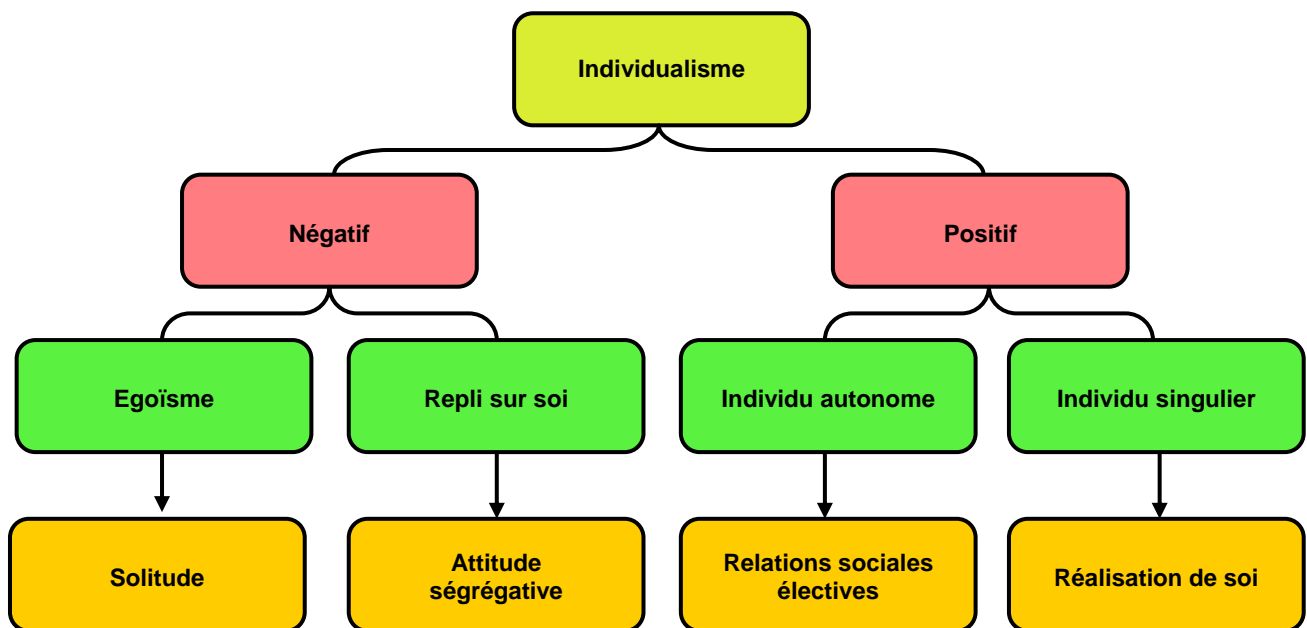 Individualisme
Négatif
Positif
Egoïsme
Repli sur soi
Individu autonome
Individu singulier
Solitude
Attitude
ségrégative
Relations sociales
électives
Réalisation de soi